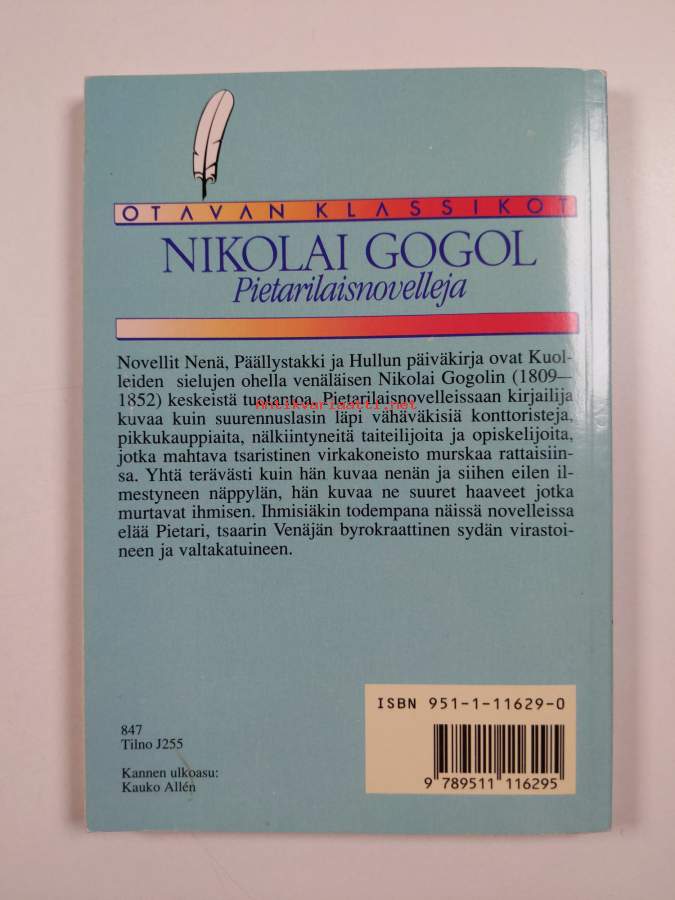 OTAVAN KLASSIKOT
NIKOLAI GOGOL
Pietarilaisnovelleja
Novellit Nenä, Päällystakki ja Hullun päiväkirja ovat Kuol-
leiden sielujen ohella venäläisen Nikolai Gogolin (1809—
1852) keskeistä tuotantoa. Pietarilaisnovelleissaan kirjailija
Antikvariaatti.net
kuvaa kuin suurennuslasin läpi vähäväkisiä konttoristeja,
pikkukauppiaita, nälkiintyneitä taiteilijoita ja opiskelijoita,
jotka mahtava tsaristinen virkakoneisto murskaa rattaisiin-
sa. Yhtä terävästi kuin hän kuvaa nenän ja siihen eilen il-
mestyneen näppylän, hän kuvaa ne suuret haaveet jotka
murtavat ihmisen. Ihmisiäkin todempana näissä novelleissa
elää Pietari, tsaarin Venäjän byrokraattinen sydän virastoi-
neen ja valtakatuineen.
ISBN 951-1-11629-0
847
Tilno J255
Kannen ulkoasu:
Kauko Allén
9 789511 116295